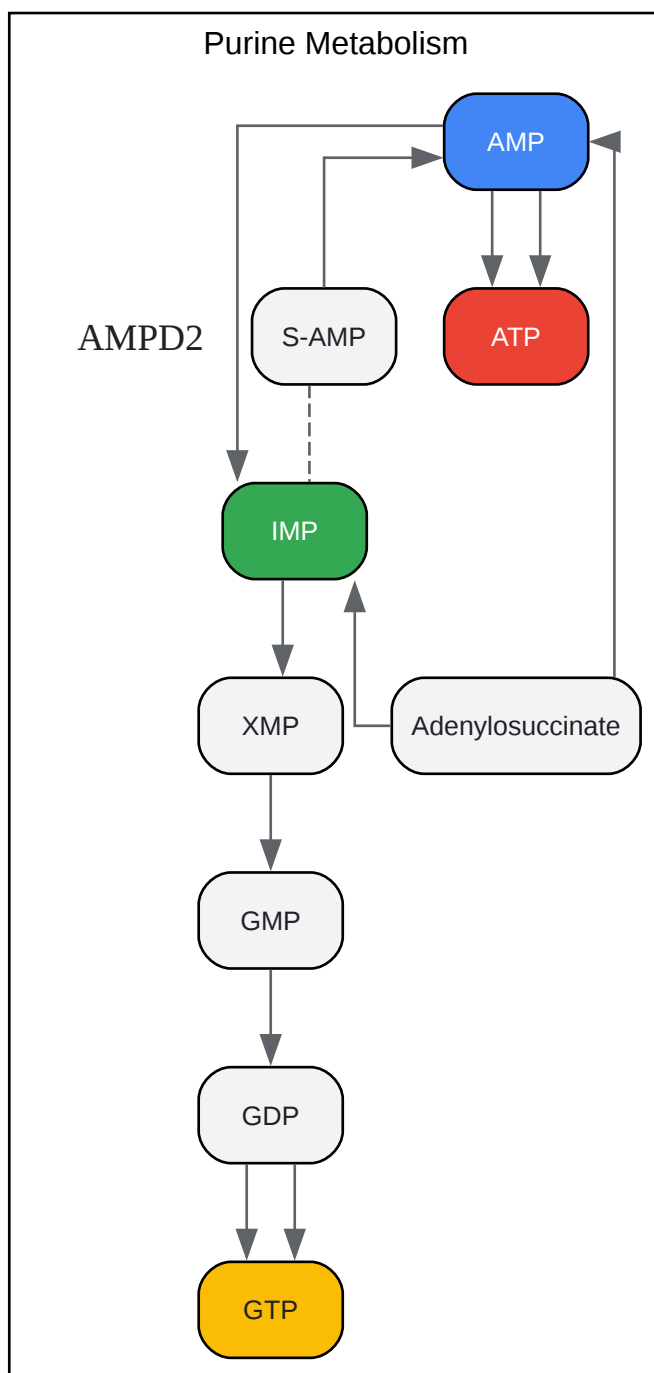 Purine Metabolism
AMP
AMPD2
S-AMP
ATP
IMP
XMP
Adenylosuccinate
GMP
GDP
GTP